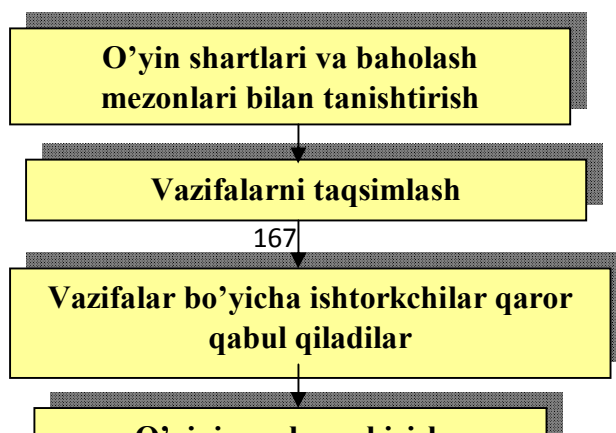 O’yin shartlari va baholash
mezonlari bilan tanishtirish
Vazifalarni taqsimlash
167
Vazifalar bo’yicha ishtorkchilar qaror
qabul qiladilar